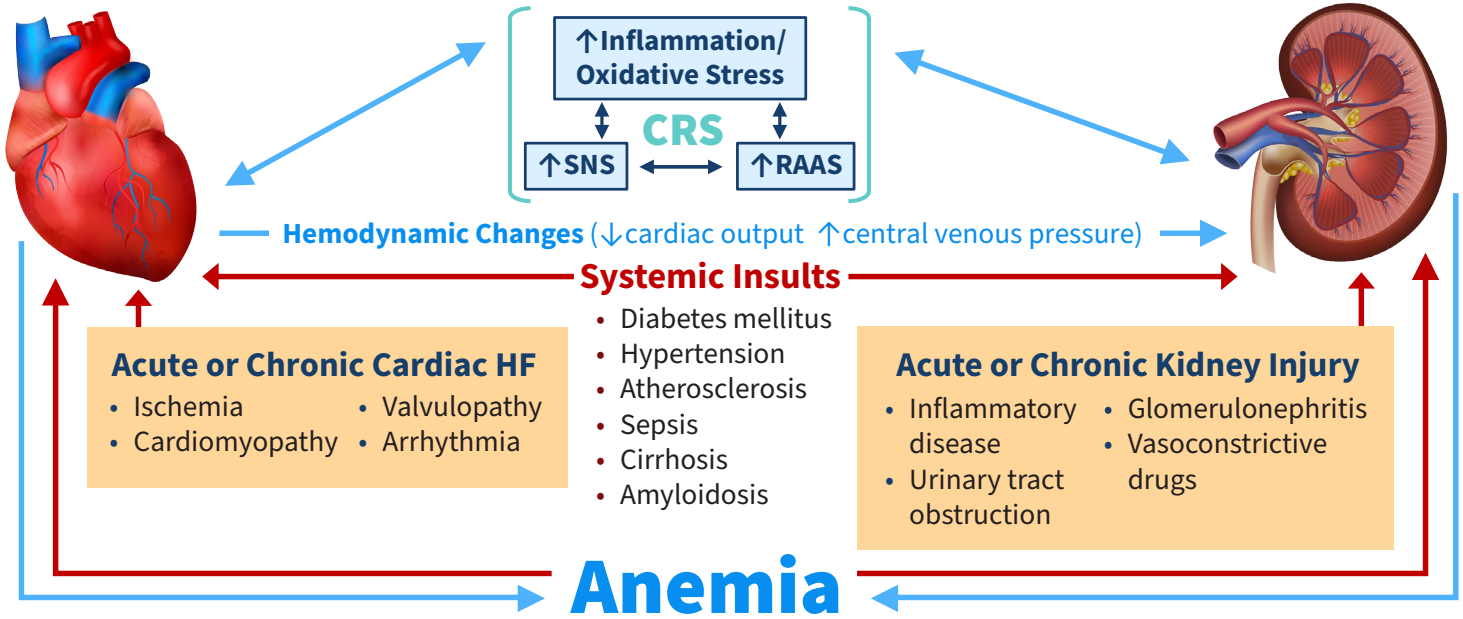 ↑Inflammation/
Oxidative Stress
CRS
↑SNS
↑RAAS
Hemodynamic Changes (↓cardiac output ↑central venous pressure)
Systemic Insults
• Diabetes mellitus
• Hypertension
• Atherosclerosis
• Sepsis
• Cirrhosis
• Amyloidosis
Acute or Chronic Cardiac HF
• Ischemia
• Cardiomyopathy
• Valvulopathy
• Arrhythmia
Acute or Chronic Kidney Injury
• Inflammatory
disease
• Urinary tract
obstruction
• Glomerulonephritis
• Vasoconstrictive
drugs
Anemia